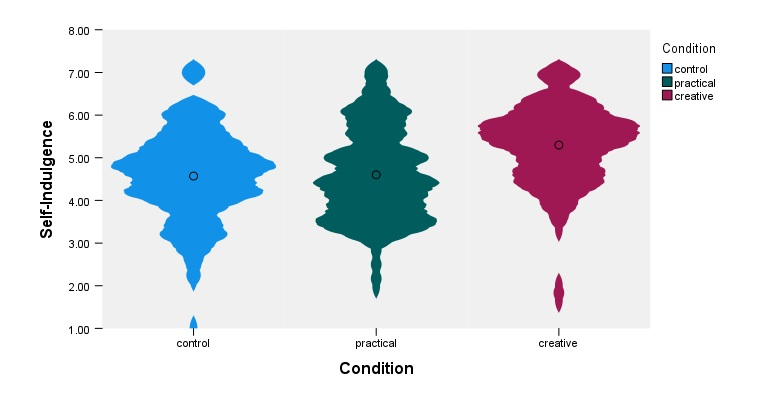 8.00
7.00
6.00
5.00
4.00
3.00
2.00
1.00
Self-Indulgence
control
practical
creative
Condition
Condition
control
practical
creative